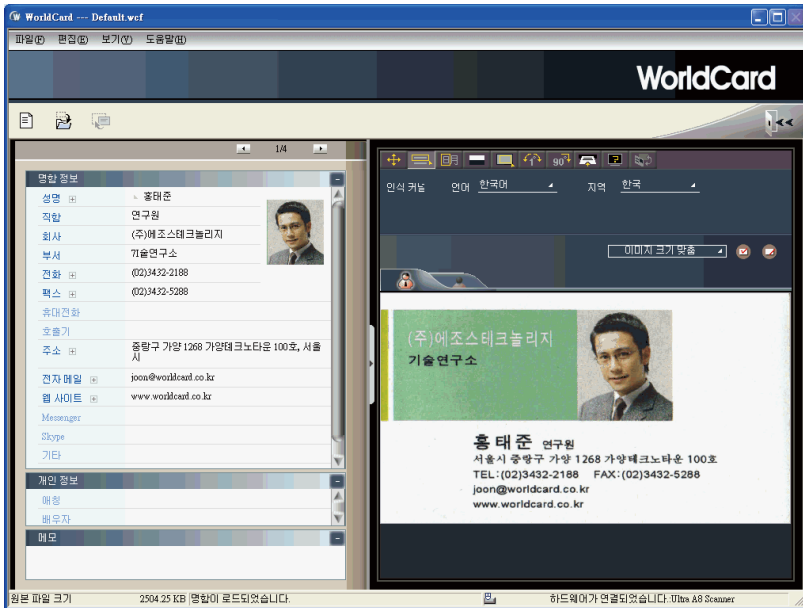 WorldCard --- Default.wcf
파일(F) 편집(E) 보기(V) 도움말(H)
WorldCard
1/4
명함 정보
성명 홍태준
직함 연구원
회사 (주)에조스테크놀리지
부서 기술연구소
전화 (02)3432-2188
팩스 (02)3432-5288
휴대전화
호출기
주소 중랑구 가양 1268 가양테크노타운 100호, 서울
시
전자 메일 joon@worldcard.co.kr
웹 사이트 www.worldcard.co.kr
Messenger
Skype
기타
개인 정보
애칭
배우자
메모
90
인식 커널 언어 한국어 지역 한국
이미지 크기 맞춤
(주)에조스테크놀리지
기술연구소
홍태준 연구원
서울시 중랑구 가양 1268 가양테크노타운 100호
TEL:(02)3432-2188 FAX:(02)3432-5288
joon@worldcard.co.kr
www.worldcard.co.kr
원본 파일 크기 2504.25 KB 명함이 로드되었습니다. 하드웨어가 연결되었습니다.:Ultra A8 Scanner